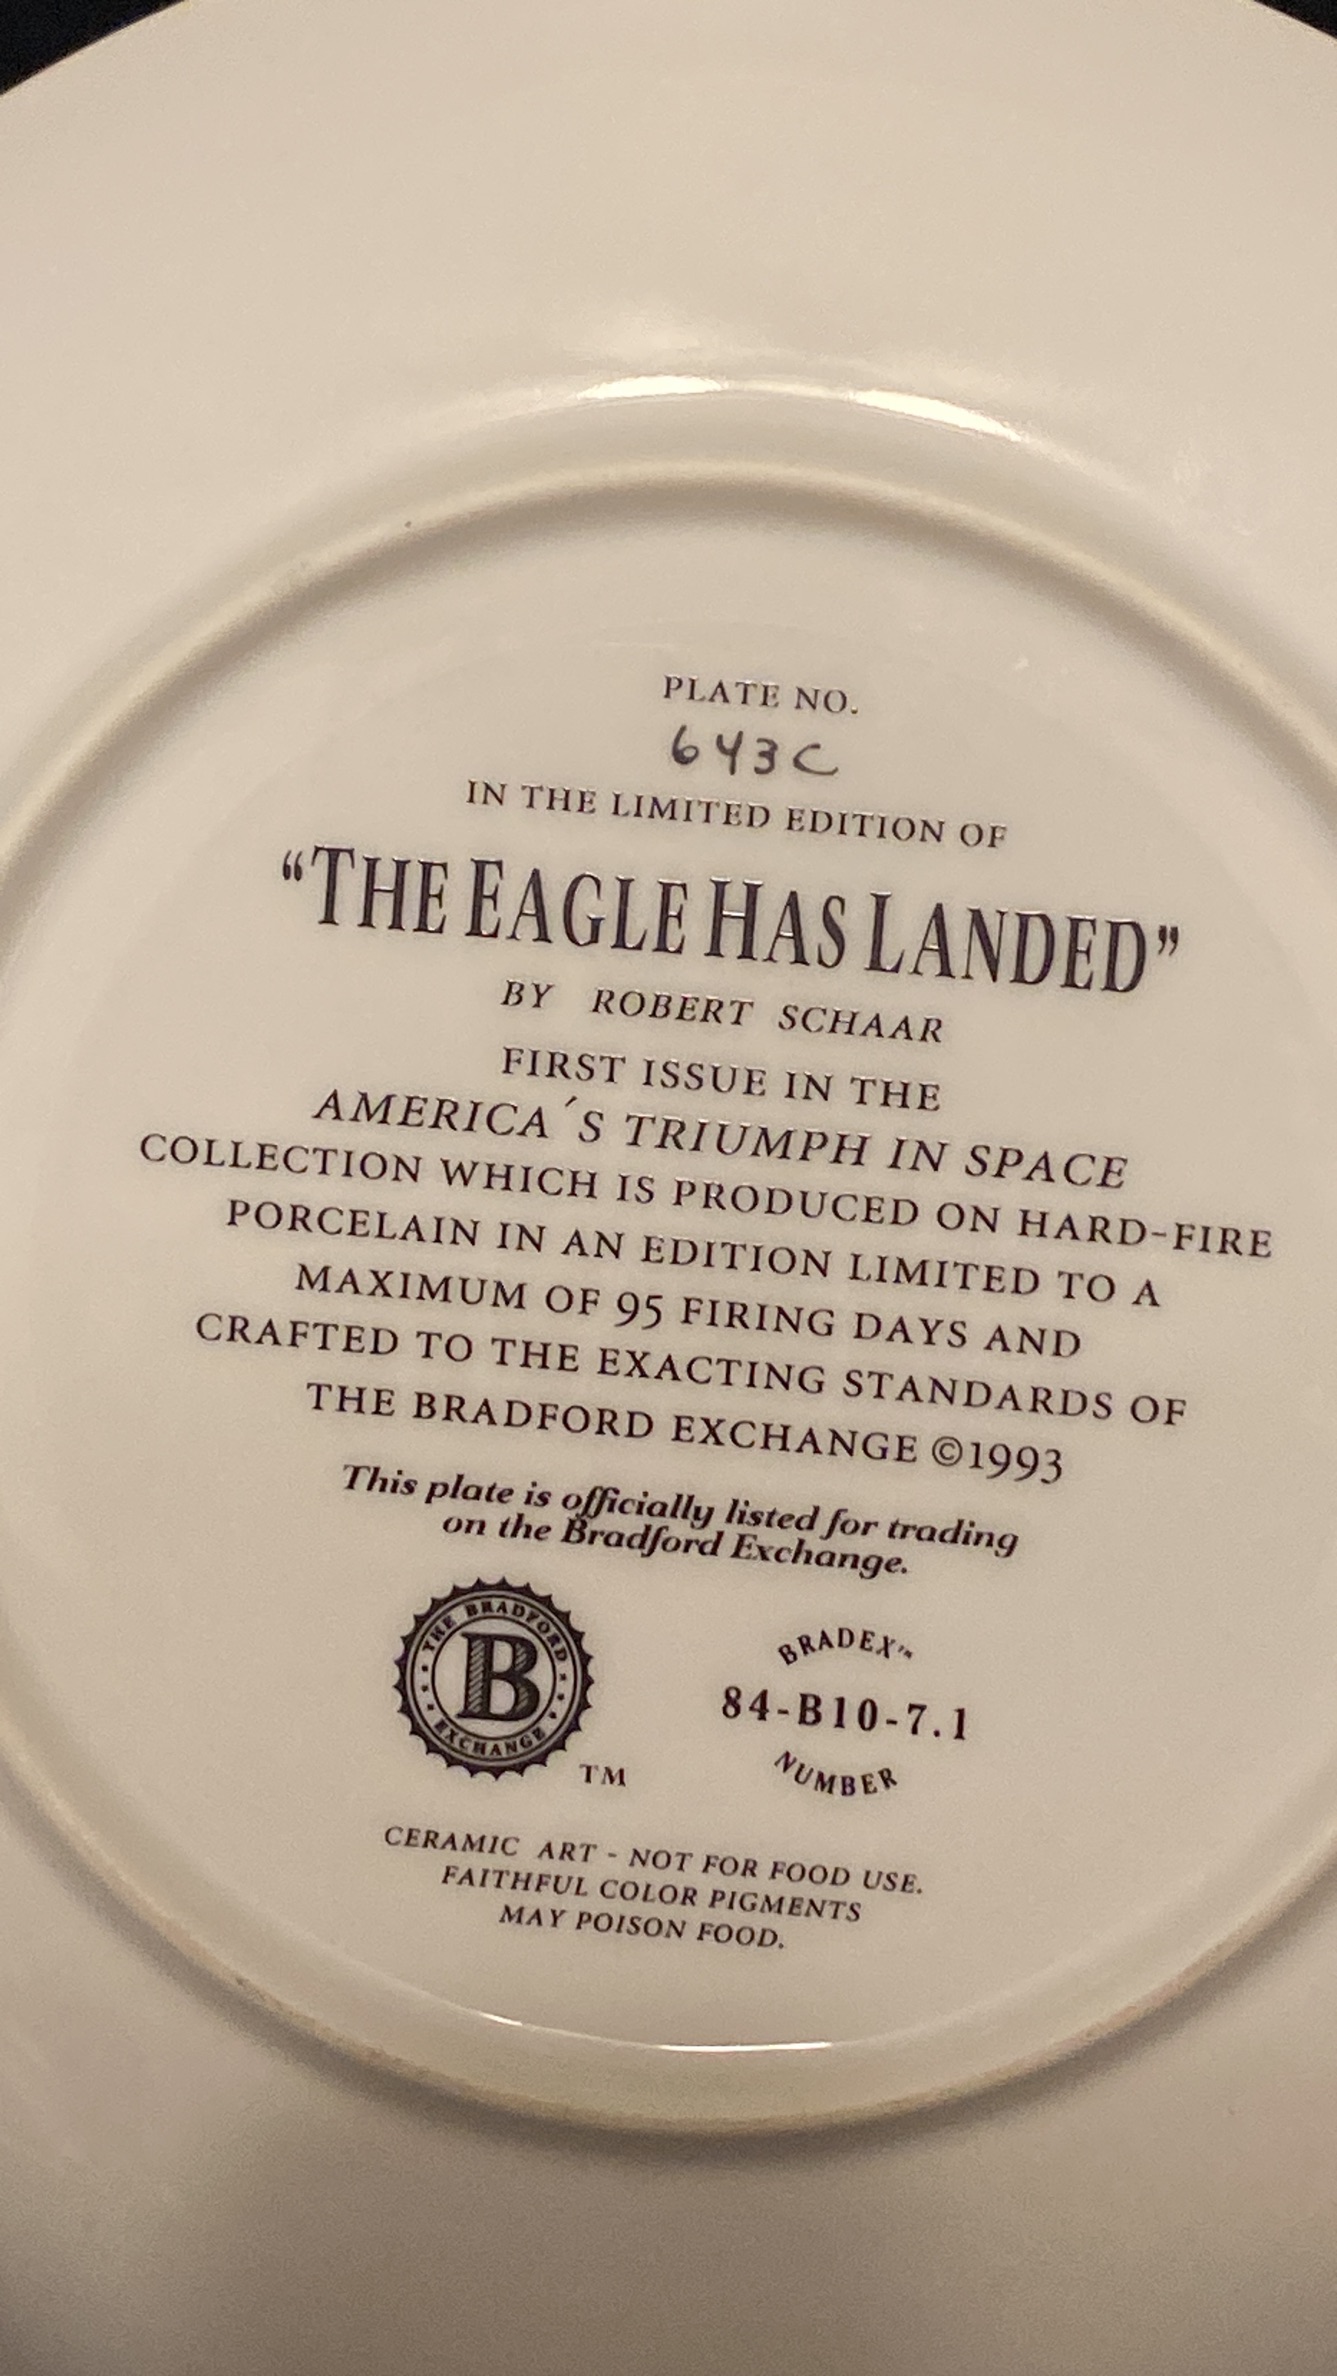 PLATE NO.
643C
IN THE LIMITED EDITION OF
“THE EAGLE HAS LANDED”
BY ROBERT SCHAAR
FIRST ISSUE IN THE
AMERICA´S TRIUMPH IN SPACE
COLLECTION WHICH IS PRODUCED ON HARD-FIRE
PORCELAIN IN AN EDITION LIMITED TO A
MAXIMUM OF 95 FIRING DAYS AND
CRAFTED TO THE EXACTING STANDARDS OF
THE BRADFORD EXCHANGE ©1993
This plate is officially listed for trading
on the Bradford Exchange.
THE BRADFORD
B
EXCHANGE
TM
BRADEX™
84-B10-7.1
NUMBER
CERAMIC ART - NOT FOR FOOD USE.
FAITHFUL COLOR PIGMENTS
MAY POISON FOOD.